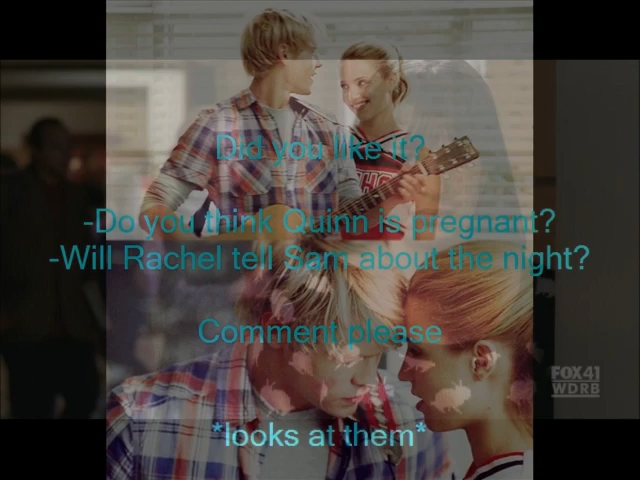 Did you like it?
-Do you think Quinn is pregnant?
-Will Rachel tell Sam about the night?
Comment please
FOX41
WDRB
*looks at them*